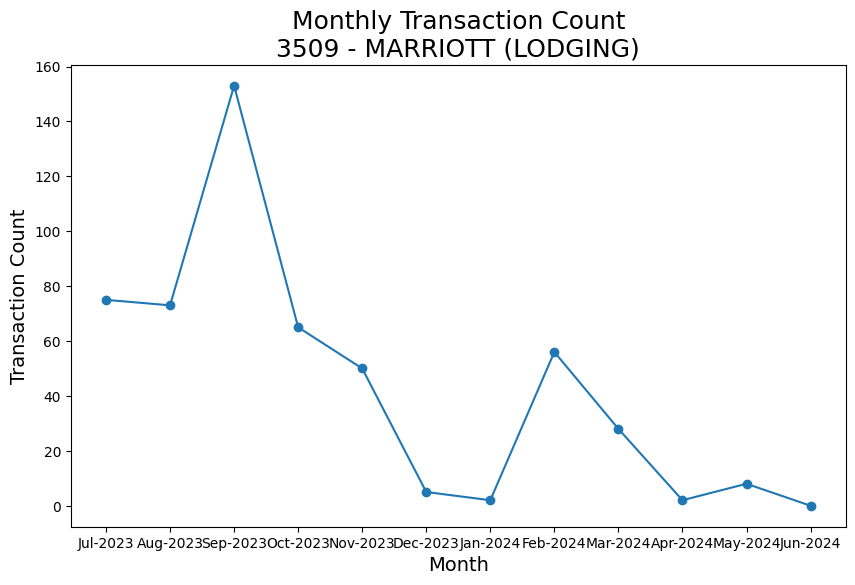 Monthly Transaction Count
3509 - MARRIOTT (LODGING)
160
140
120
100
80
60
40
20
0
Transaction Count
Jul-2023 Aug-2023 Sep-2023 Oct-2023 Nov-2023 Dec-2023 Jan-2024 Feb-2024 Mar-2024 Apr-2024 May-2024 Jun-2024
Month